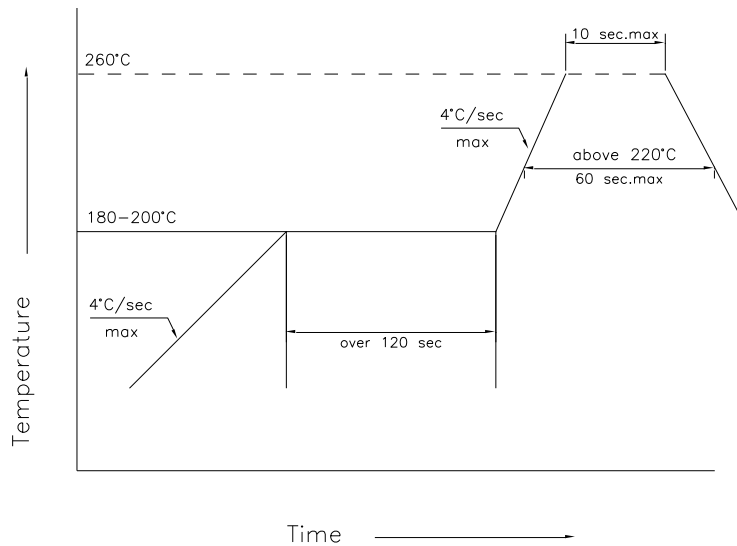 10 sec.max
260°C
4°C/sec
max
above 220°C
60 sec.max
180-200°C
4°C/sec
max
over 120 sec
Temperature
Time